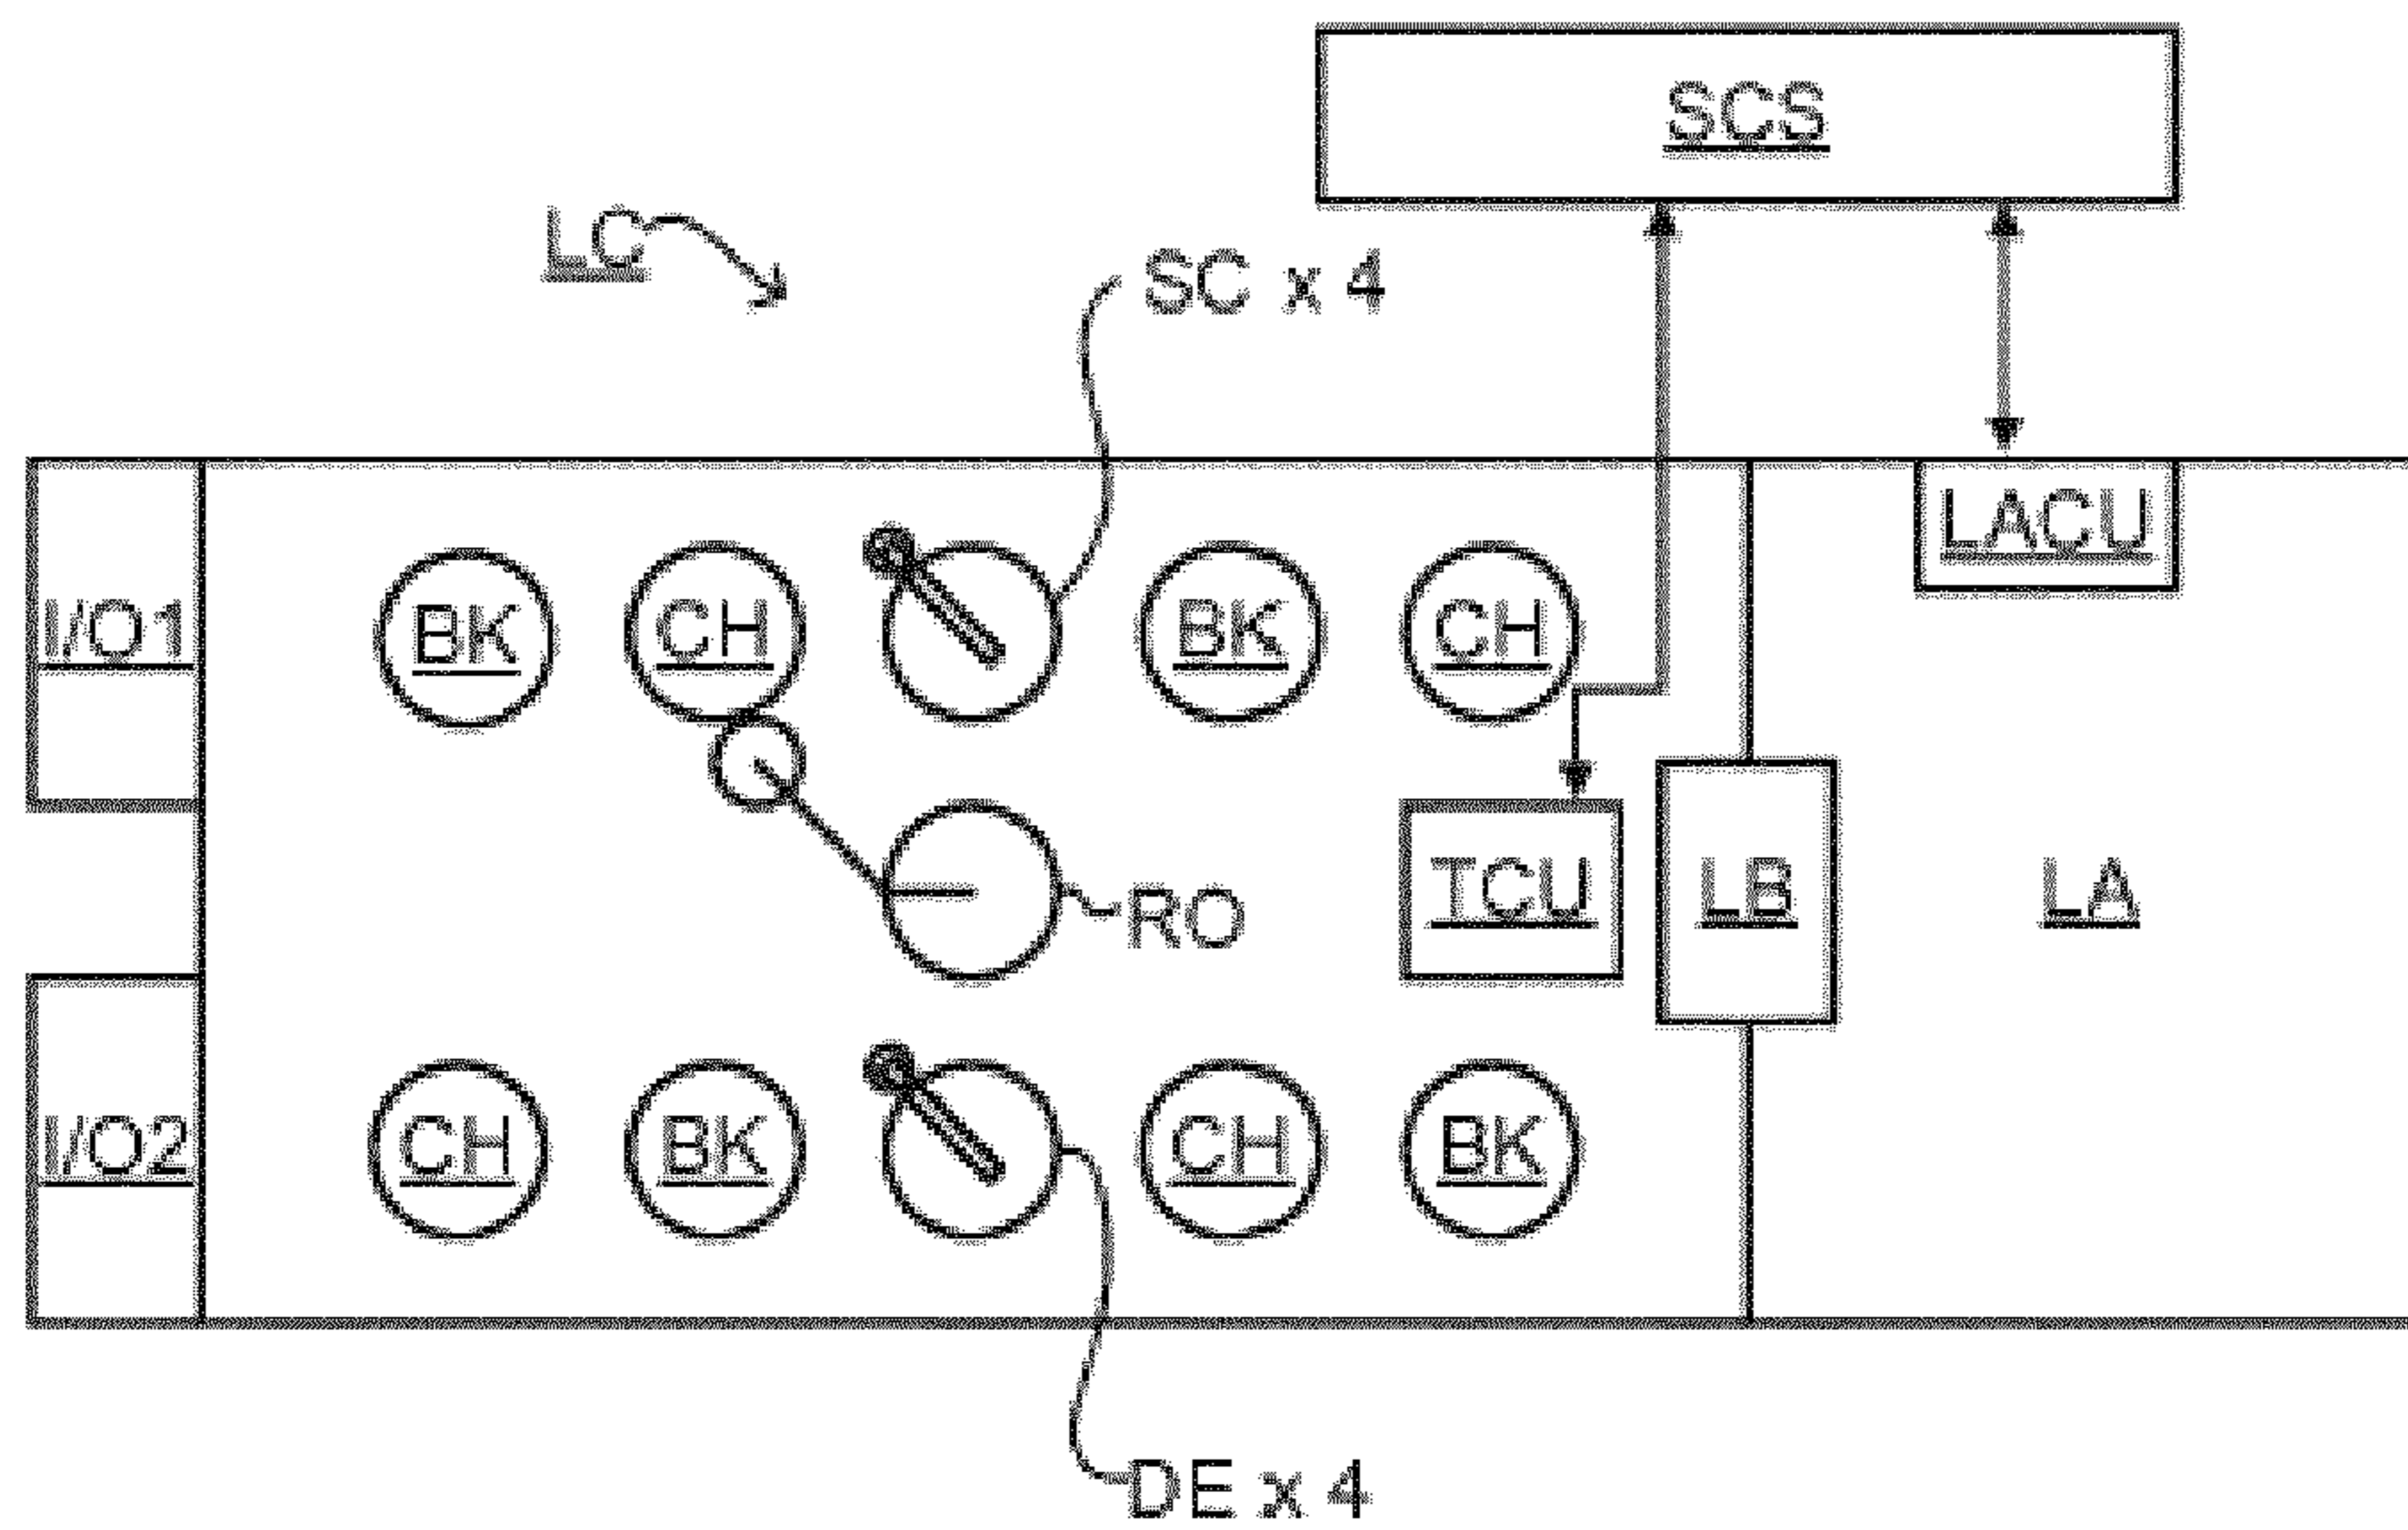 SCS
LC
SC x 4
LACU
I/O1
BK
CH
BK
CH
RO
TCU
LB
LA
I/O2
CH
BK
CH
BK
DE x 4